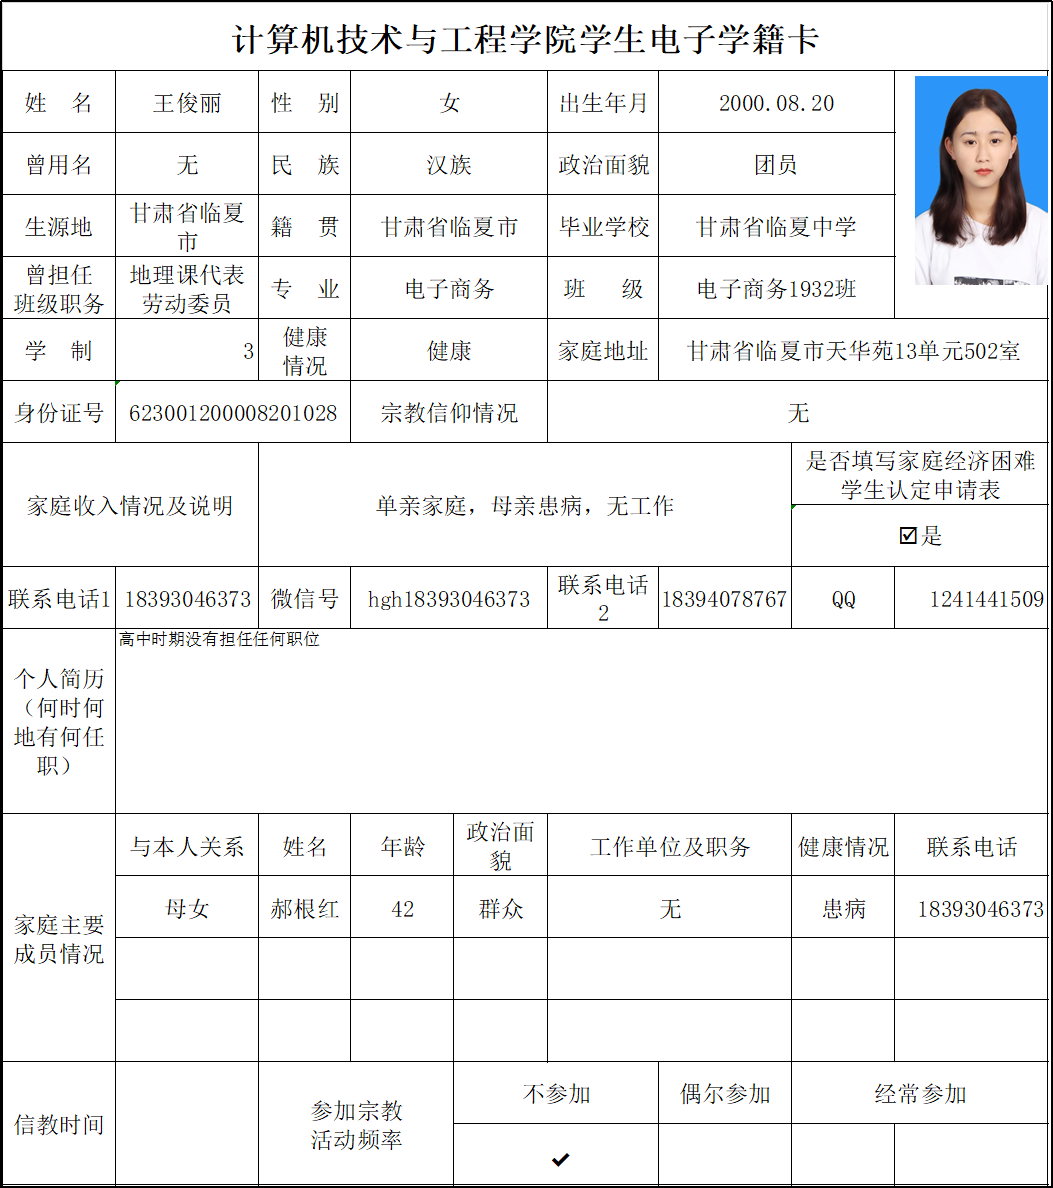 计算机技术与工程学院学生电子学籍卡
姓 名 王俊丽 性 别 女 出生年月 2000.08.20
曾用名 无 民 族 汉族 政治面貌 团员
生源地 甘肃省临夏市 籍 贯 甘肃省临夏市 毕业学校 甘肃省临夏中学
曾担任班级职务 地理课代表劳动委员 专 业 电子商务 班 级 电子商务1932班
学 制 3 健康情况 健康 家庭地址 甘肃省临夏市天华苑13单元502室
身份证号 623001200008201028 宗教信仰情况 无
家庭收入情况及说明 单亲家庭，母亲患病，无工作 是否填写家庭经济困难学生认定申请表
☑是
联系电话1 18393046373 微信号 hgh18393046373 联系电话2 18394078767 QQ 1241441509
个人简历（何时何地有何任职） 高中时期没有担任任何职位
家庭主要成员情况 与本人关系 姓名 年龄 政治面貌 工作单位及职务 健康情况 联系电话
母女 郝根红 42 群众 无 患病 18393046373
信教时间 参加宗教活动频率 不参加 偶尔参加 经常参加
✔